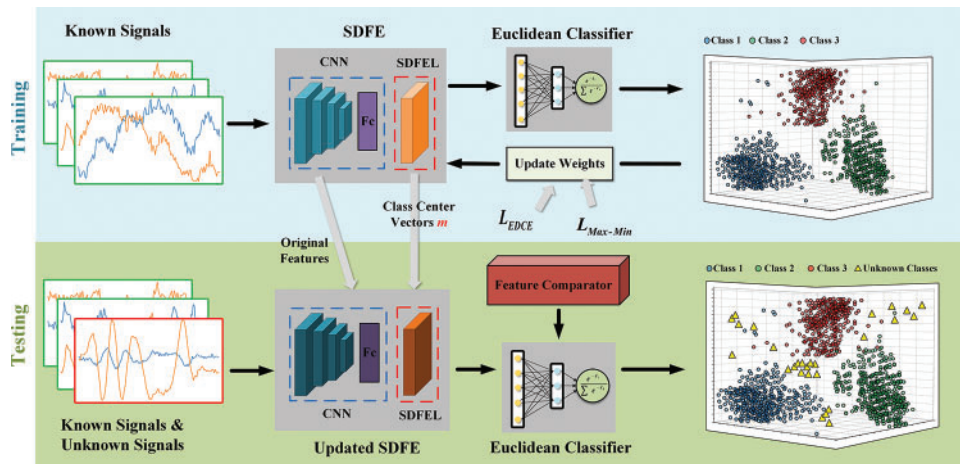 Training
Known Signals
SDFE
CNN
SDFEL
Fc
Euclidean Classifier
Class 1 Class 2 Class 3
Update Weights
L_EDCE
L_Max-Min
Original
Features
Class Center
Vectors m
Testing
Known Signals &
Unknown Signals
Fc
CNN
SDFEL
Updated SDFE
Feature Comparator
Euclidean Classifier
Class 1 Class 2 Class 3 Unknown Classes